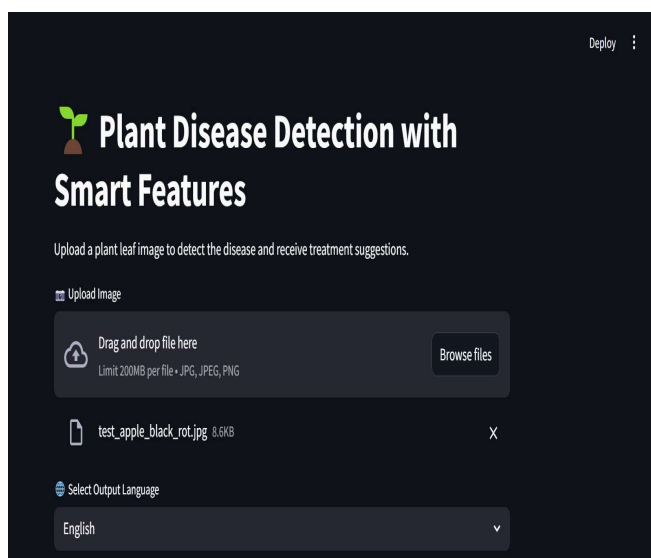 Deploy
Plant Disease Detection with
Smart Features
Upload a plant leaf image to detect the disease and receive treatment suggestions.
Upload Image
Drag and drop file here
Limit 200MB per file • JPG, JPEG, PNG
Browse files
test_apple_black_rot.jpg 8.6KB
Select Output Language
English